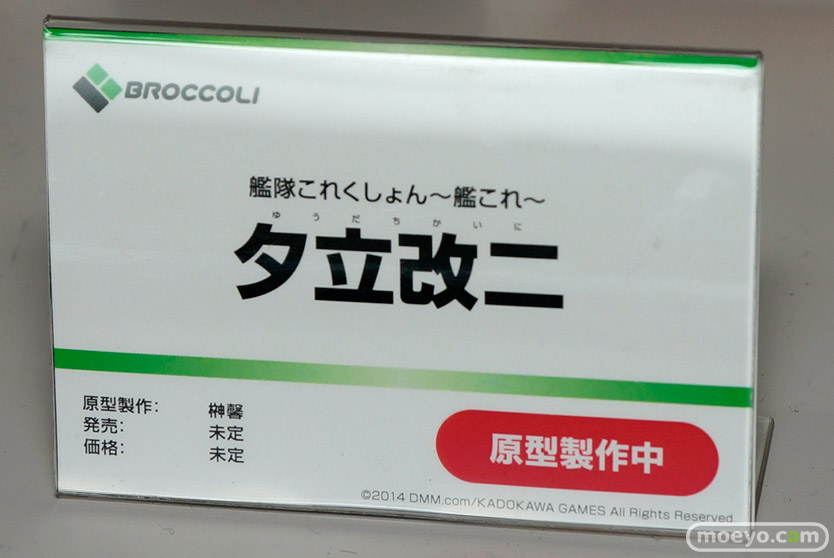 BROCCOLI
艦隊これくしょん～艦これ～
ゆうだちかいに
夕立改二
原型製作： 榊馨
発売： 未定
価格： 未定
原型製作中
©2014 DMM.com/KADOKAWA GAMES All Rights Reserved.
moeyo.com